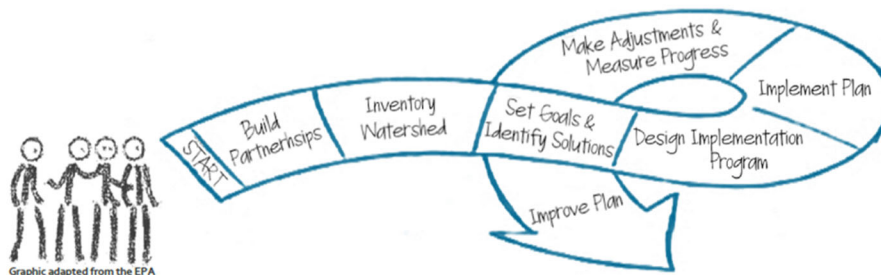 START
Build
Partnerhsips
Inventory
Watershed
Set Goals &
Identify Solutions
Design Implementation
Program
Implement Plan
Make Adjustments &
Measure Progress
Improve Plan
Graphic adapted from the EPA